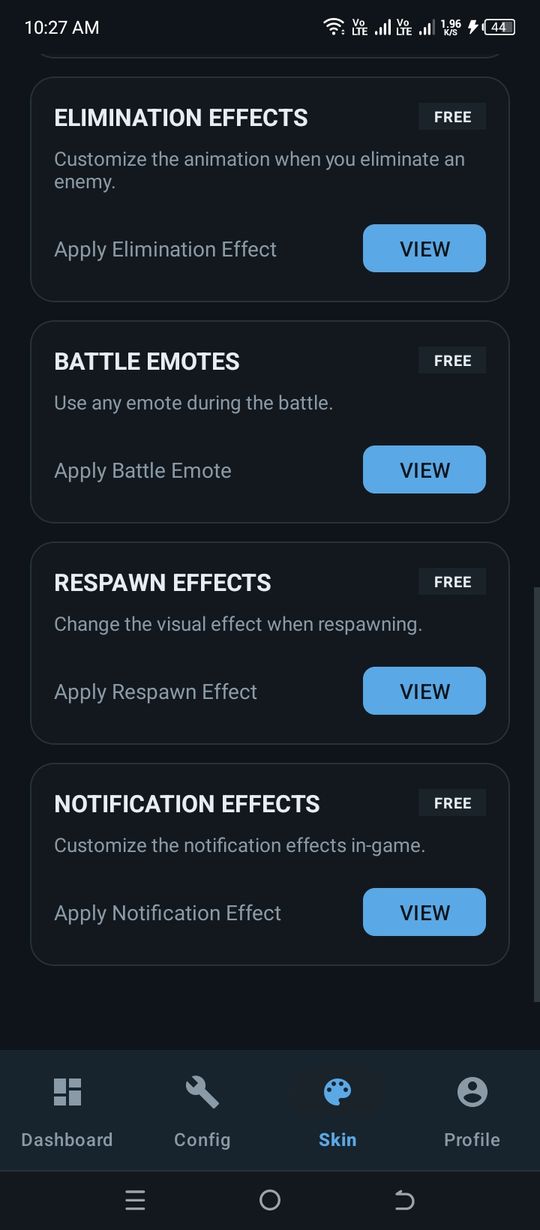 10:27 AM
Vo LTE Vo LTE 1.96 K/S 44
ELIMINATION EFFECTS FREE
Customize the animation when you eliminate an
enemy.
Apply Elimination Effect VIEW
BATTLE EMOTES FREE
Use any emote during the battle.
Apply Battle Emote VIEW
RESPAWN EFFECTS FREE
Change the visual effect when respawning.
Apply Respawn Effect VIEW
NOTIFICATION EFFECTS FREE
Customize the notification effects in-game.
Apply Notification Effect VIEW
Dashboard Config Skin Profile